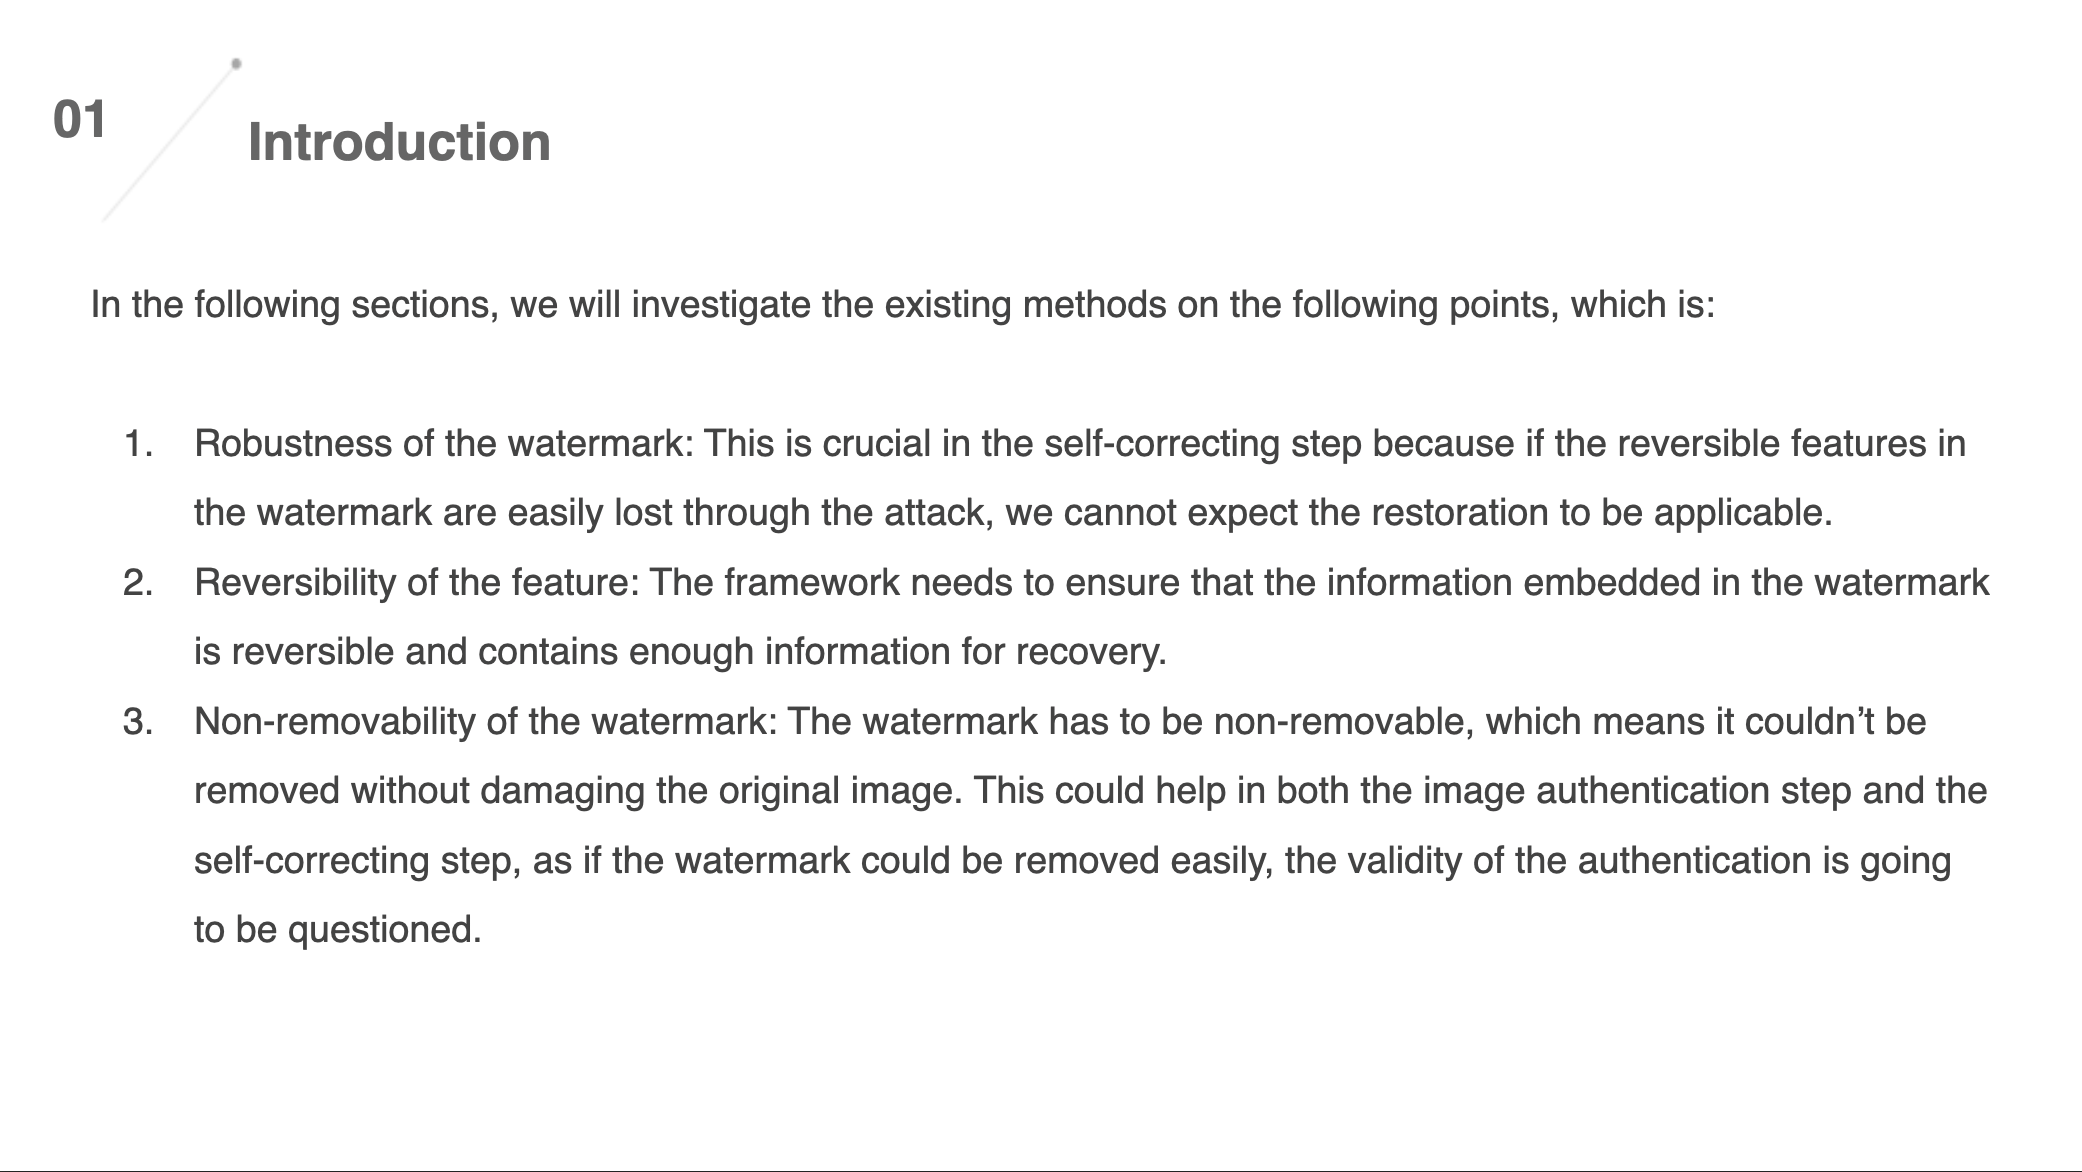 01
Introduction
In the following sections, we will investigate the existing methods on the following points, which is:
1. Robustness of the watermark: This is crucial in the self-correcting step because if the reversible features in
the watermark are easily lost through the attack, we cannot expect the restoration to be applicable.
2. Reversibility of the feature: The framework needs to ensure that the information embedded in the watermark
is reversible and contains enough information for recovery.
3. Non-removability of the watermark: The watermark has to be non-removable, which means it couldn’t be
removed without damaging the original image. This could help in both the image authentication step and the
self-correcting step, as if the watermark could be removed easily, the validity of the authentication is going
to be questioned.